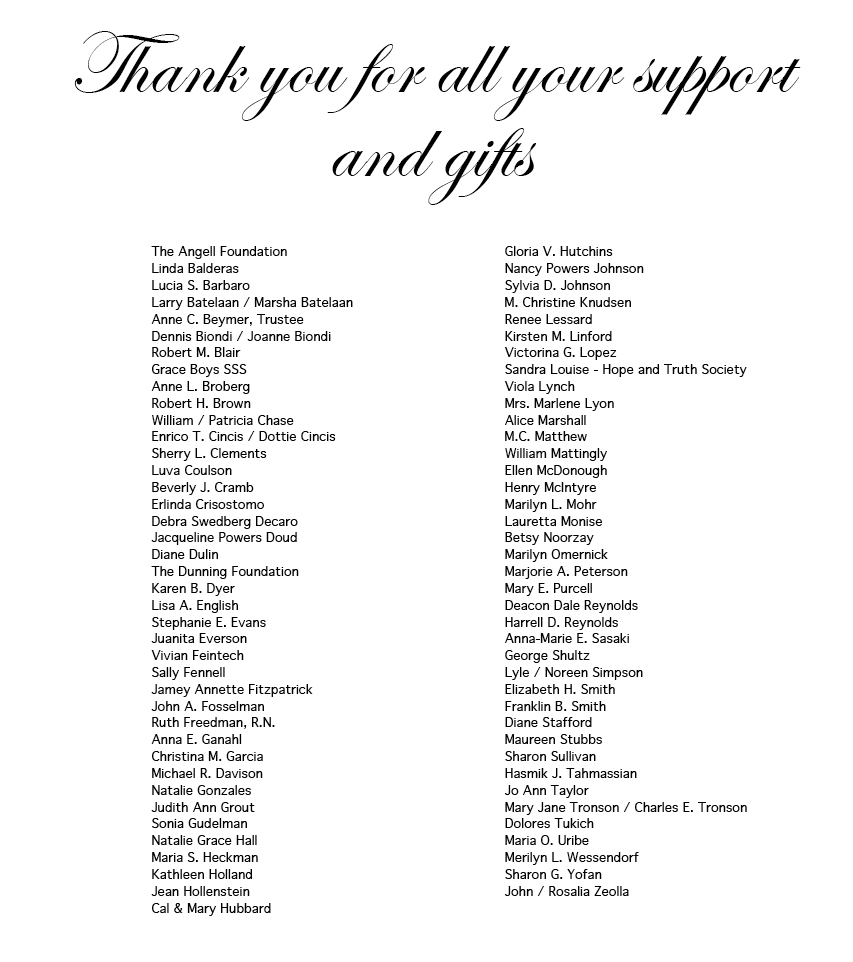 Thank you for all your support
and gifts
The Angell Foundation
Linda Balderas
Lucia S. Barbaro
Larry Batelaan / Marsha Batelaan
Anne C. Beymer, Trustee
Dennis Biondi / Joanne Biondi
Robert M. Blair
Grace Boys SSS
Anne L. Broberg
Robert H. Brown
William / Patricia Chase
Enrico T. Cincis / Dottie Cincis
Sherry L. Clements
Luva Coulson
Beverly J. Cramb
Erlinda Crisostomo
Debra Swedberg Decaro
Jacqueline Powers Doud
Diane Dulin
The Dunning Foundation
Karen B. Dyer
Lisa A. English
Stephanie E. Evans
Juanita Everson
Vivian Feintech
Sally Fennell
Jamey Annette Fitzpatrick
John A. Fosselman
Ruth Freedman, R.N.
Anna E. Ganahl
Christina M. Garcia
Michael R. Davison
Natalie Gonzales
Judith Ann Grout
Sonia Gudelman
Natalie Grace Hall
Maria S. Heckman
Kathleen Holland
Jean Hollenstein
Cal & Mary Hubbard
Gloria V. Hutchins
Nancy Powers Johnson
Sylvia D. Johnson
M. Christine Knudsen
Renee Lessard
Kirsten M. Linford
Victorina G. Lopez
Sandra Louise - Hope and Truth Society
Viola Lynch
Mrs. Marlene Lyon
Alice Marshall
M.C. Matthew
William Mattingly
Ellen McDonough
Henry McIntyre
Marilyn L. Mohr
Lauretta Monise
Betsy Noorzay
Marilyn Omernick
Marjorie A. Peterson
Mary E. Purcell
Deacon Dale Reynolds
Harrell D. Reynolds
Anna-Marie E. Sasaki
George Shultz
Lyle / Noreen Simpson
Elizabeth H. Smith
Franklin B. Smith
Diane Stafford
Maureen Stubbs
Sharon Sullivan
Hasmik J. Tahmassian
Jo Ann Taylor
Mary Jane Tronson / Charles E. Tronson
Dolores Tukich
Maria O. Uribe
Merilyn L. Wessendorf
Sharon G. Yofan
John / Rosalia Zeolla